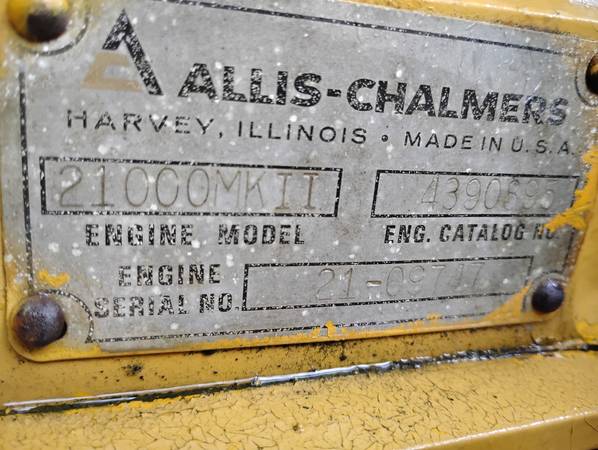 ALLIS-CHALMERS
HARVEY, ILLINOIS • MADE IN U.S.A.
21000MKII
ENGINE MODEL
ENG. CATALOG NO.
ENGINE
SERIAL NO.